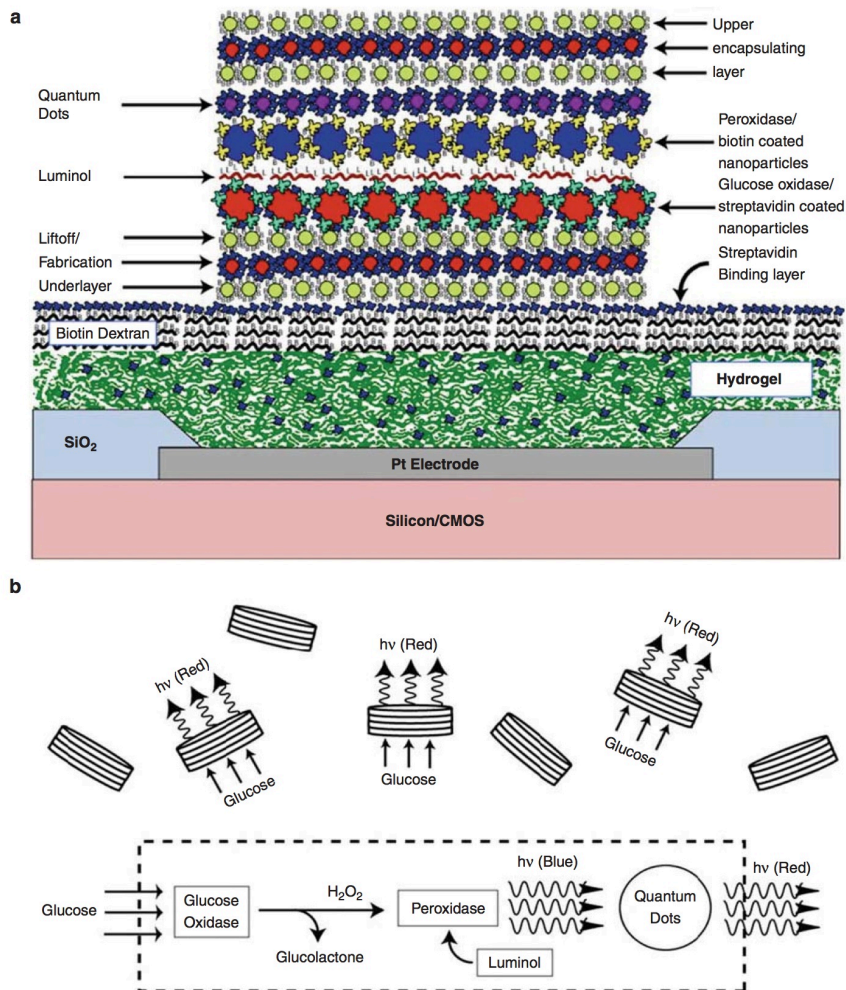 a
Upper
encapsulating
layer
Quantum
Dots
Peroxidase/
biotin coated
nanoparticles
Luminol
Glucose oxidase/
streptavidin coated
nanoparticles
Liftoff/
Fabrication
Underlayer
Streptavidin
Binding layer
Biotin Dextran
Hydrogel
SiO₂
Pt Electrode
Silicon/CMOS
b
hν (Red)
hν (Red)
hν (Red)
Glucose
Glucose
Glucose
Glucose
Glucose
Oxidase
H₂O₂
Glucolactone
Peroxidase
Luminol
hν (Blue)
Quantum
Dots
hν (Red)